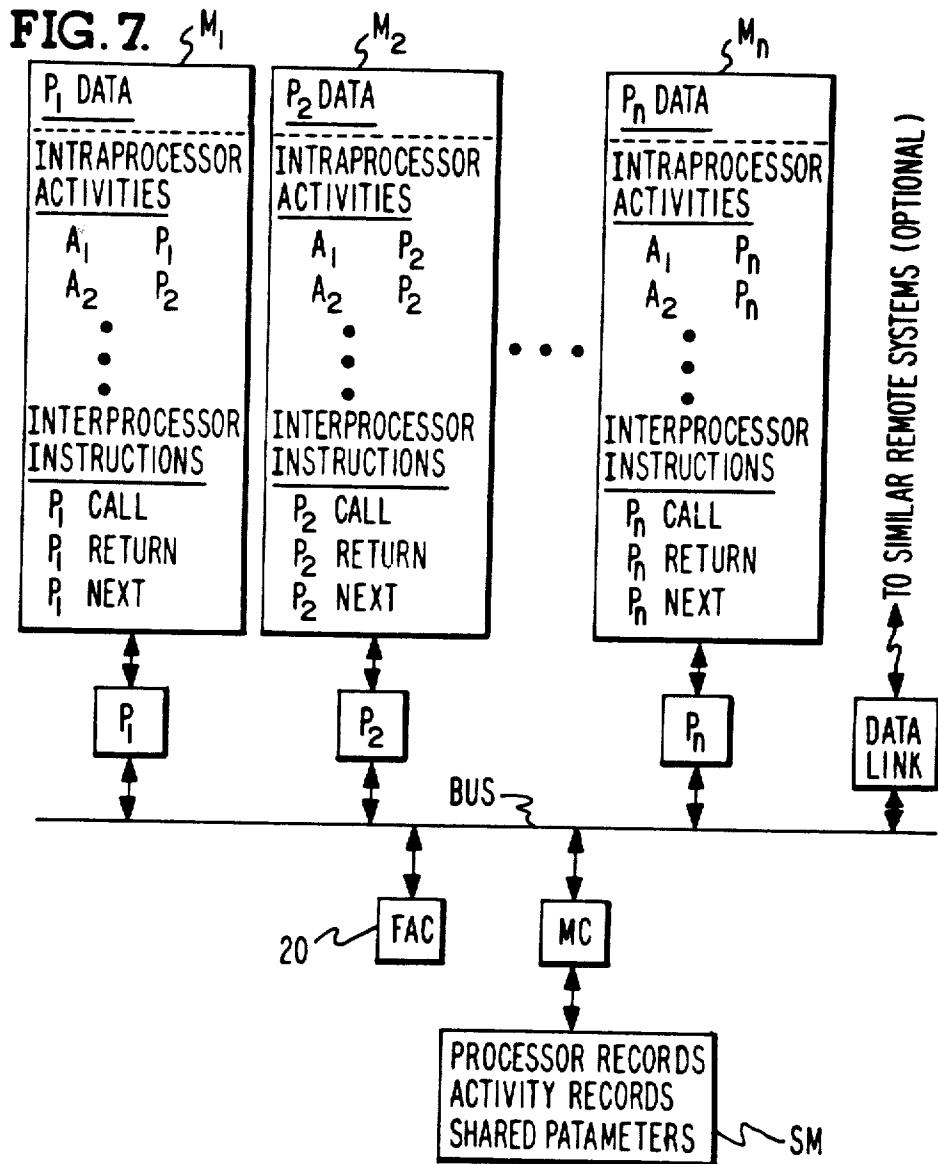 FIG. 7.
M1
M2
Mn
P1 DATA
INTRAPROCESSOR
ACTIVITIES
A1 P1
A2 P2
INTERPROCESSOR
INSTRUCTIONS
P1 CALL
P1 RETURN
P1 NEXT
P2 DATA
INTRAPROCESSOR
ACTIVITIES
A1 P2
A2 P2
INTERPROCESSOR
INSTRUCTIONS
P2 CALL
P2 RETURN
P2 NEXT
Pn DATA
INTRAPROCESSOR
ACTIVITIES
A1 Pn
A2 Pn
INTERPROCESSOR
INSTRUCTIONS
Pn CALL
Pn RETURN
Pn NEXT
TO SIMILAR REMOTE SYSTEMS (OPTIONAL)
P1
P2
Pn
DATA
LINK
BUS
20
FAC
MC
PROCESSOR RECORDS
ACTIVITY RECORDS
SHARED PATAMETERS
SM